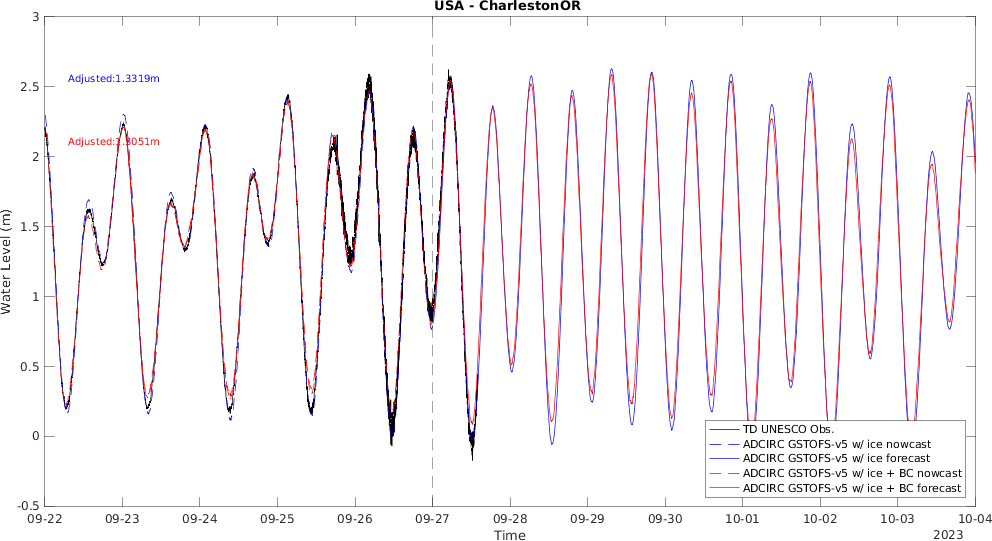 USA - CharlestonOR
3
2.5
2
1.5
1
0.5
0
-0.5
Water Level (m)
Adjusted:1.3319m
Adjusted:1.3051m
TD UNESCO Obs.
ADCIRC GSTOFS-v5 w/ ice nowcast
ADCIRC GSTOFS-v5 w/ ice forecast
ADCIRC GSTOFS-v5 w/ ice + BC nowcast
ADCIRC GSTOFS-v5 w/ ice + BC forecast
09-22 09-23 09-24 09-25 09-26 09-27 09-28 09-29 09-30 10-01 10-02 10-03 10-04
Time
2023